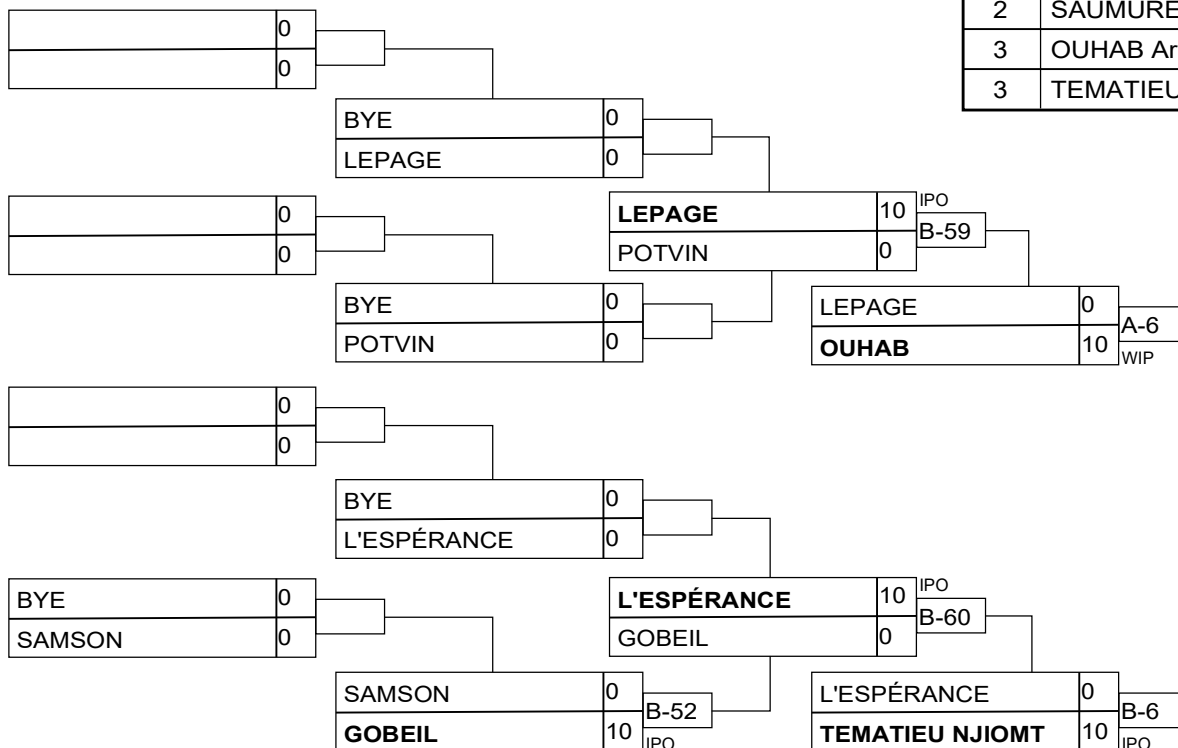 2 SAUMURE
3 OUHAB Ar
3 TEMATIEU
0
0
BYE 0
LEPAGE 0
0
0
LEPAGE 10 IPO
POTVIN 0 B-59
BYE 0
POTVIN 0
LEPAGE 0
OUHAB 10 A-6 WIP
0
0
BYE 0
L'ESPÉRANCE 0
BYE 0
SAMSON 0
L'ESPÉRANCE 10 IPO
GOBEIL 0 B-60
SAMSON 0
GOBEIL 10 B-52 IPO
L'ESPÉRANCE 0
TEMATIEU NJIOMT 10 B-6 IPO